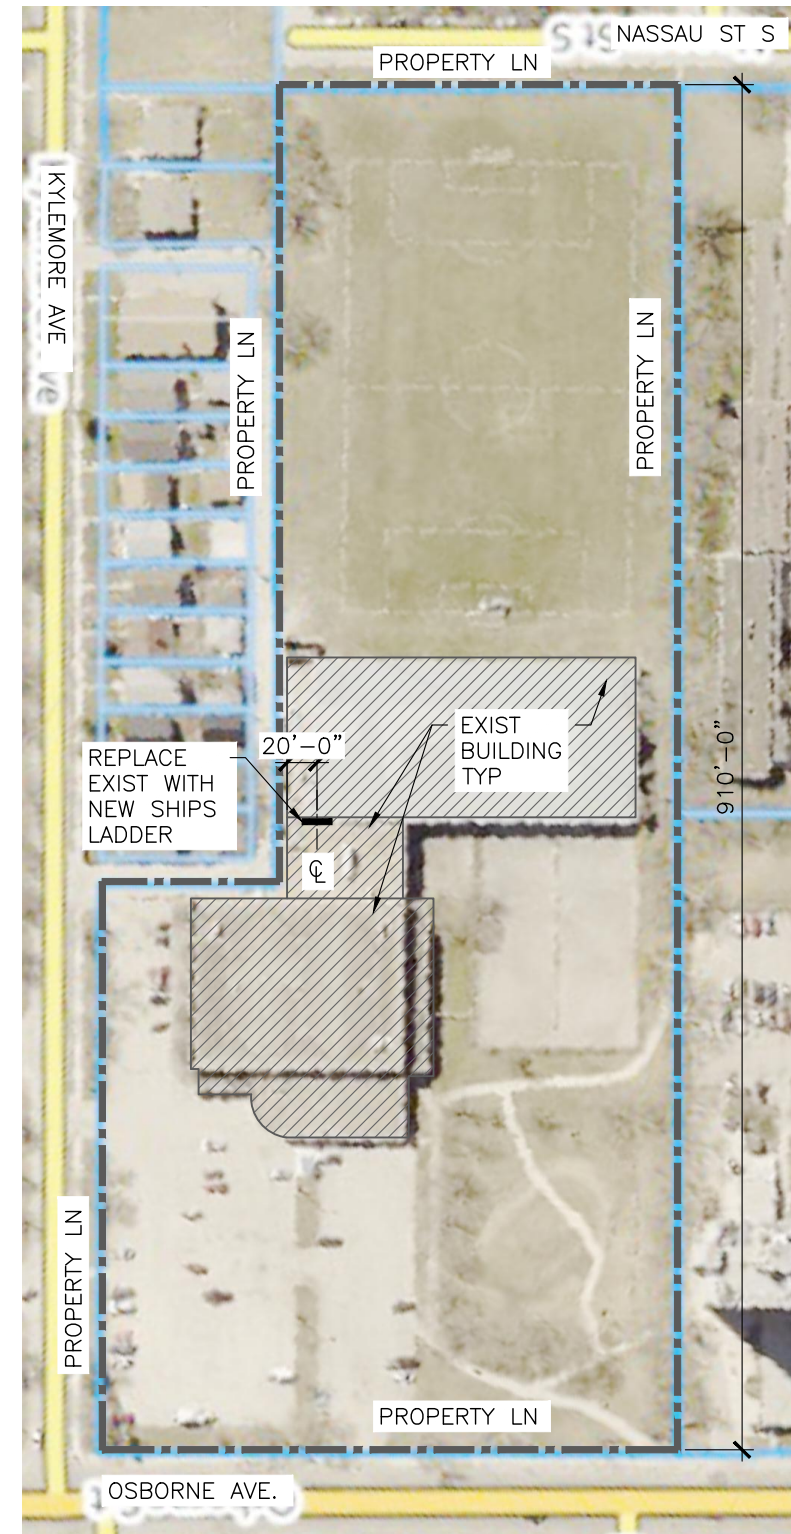 NASSAU ST S
PROPERTY LN
KYLEMORE AVE
PROPERTY LN
PROPERTY LN
20'-0"
EXIST
BUILDING
TYP
REPLACE
EXIST WITH
NEW SHIPS
LADDER
910'-0"
℄
PROPERTY LN
PROPERTY LN
OSBORNE AVE.